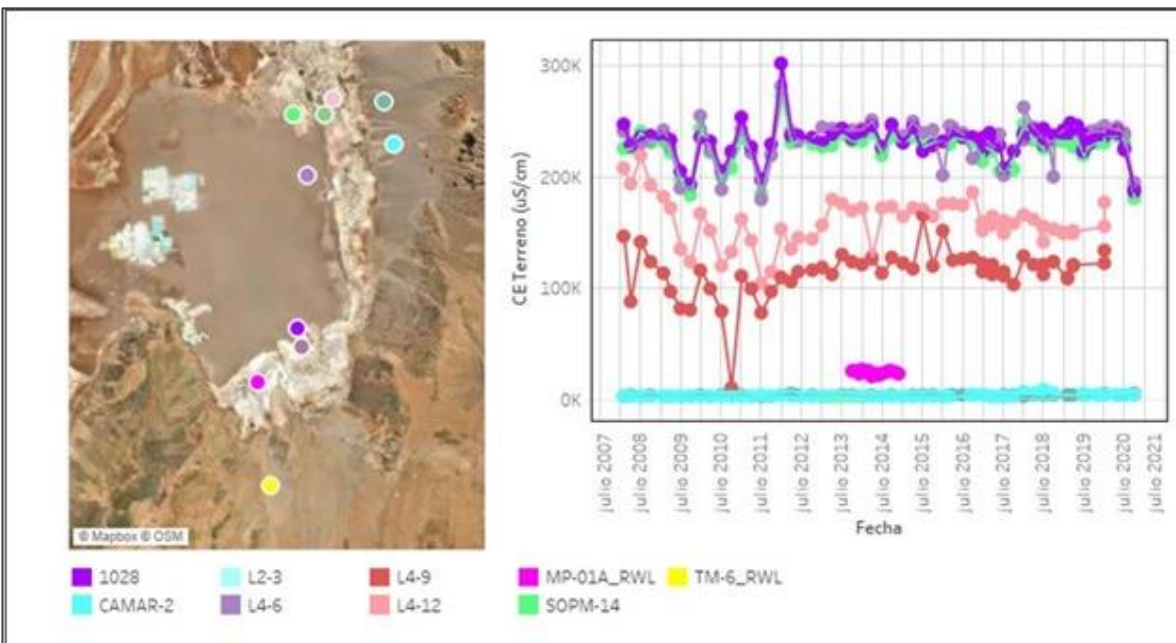 300K
200K
100K
0K
CE Terreno (uS/cm)
julio 2007
julio 2008
julio 2009
julio 2010
julio 2011
julio 2012
julio 2013
julio 2014
julio 2015
julio 2016
julio 2017
julio 2018
julio 2019
julio 2020
julio 2021
Fecha
© Mapbox © OSM
1028 L2-3 L4-9 MP-01A_RWL TM-6_RWL
CAMAR-2 L4-6 L4-12 SOPM-14